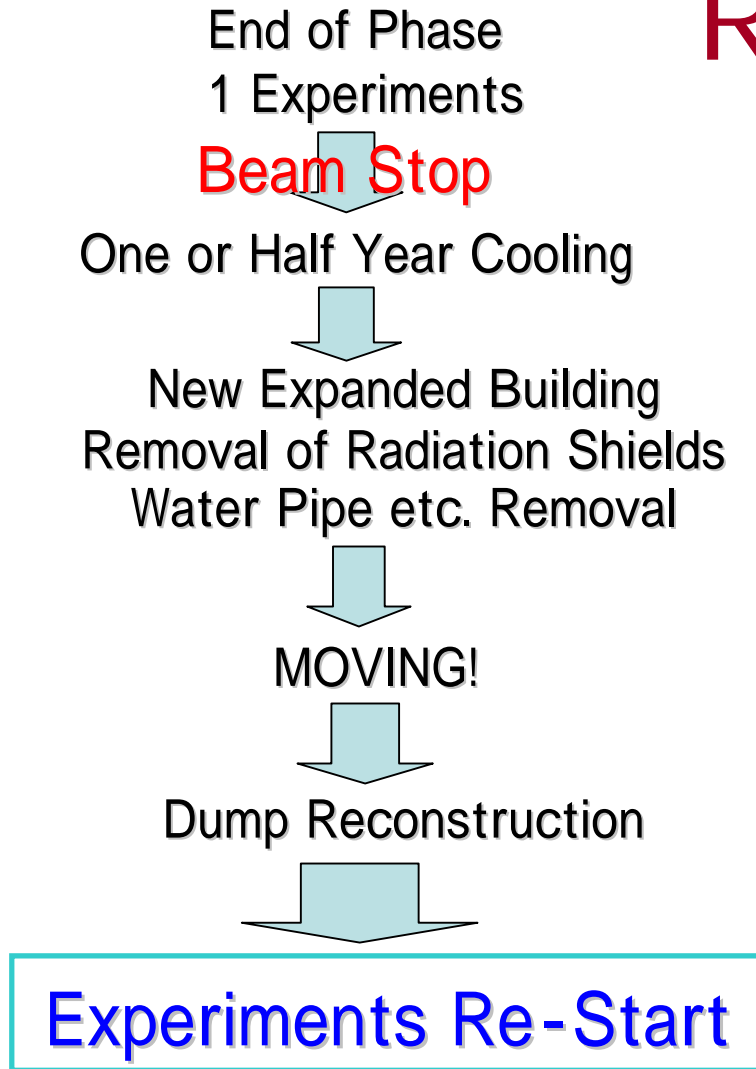 End of Phase
1 Experiments
Beam Stop
One or Half Year Cooling
New Expanded Building
Removal of Radiation Shields
Water Pipe etc. Removal
MOVING!
Dump Reconstruction
Experiments Re-Start